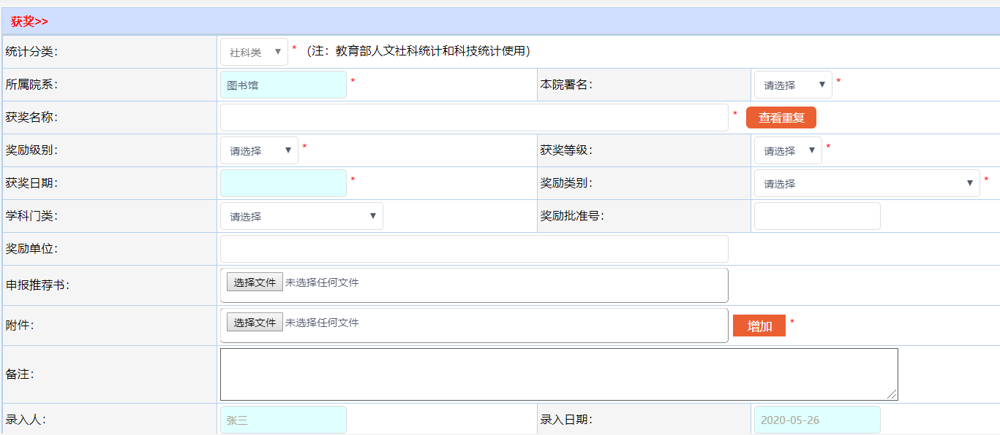 获奖>>
统计分类： 社科类 ▼ * （注：教育部人文社科统计和科技统计使用）
所属院系： 图书馆 * 本院署名： 请选择 ▼ *
获奖名称： * 查看重复
奖励级别： 请选择 ▼ * 获奖等级： 请选择 ▼ *
获奖日期： * 奖励类别： 请选择 ▼ *
学科门类： 请选择 ▼ 奖励批准号：
奖励单位：
申报推荐书： 选择文件 未选择任何文件
附件： 选择文件 未选择任何文件 增加 *
备注：
录入人： 张三 录入日期： 2020-05-26